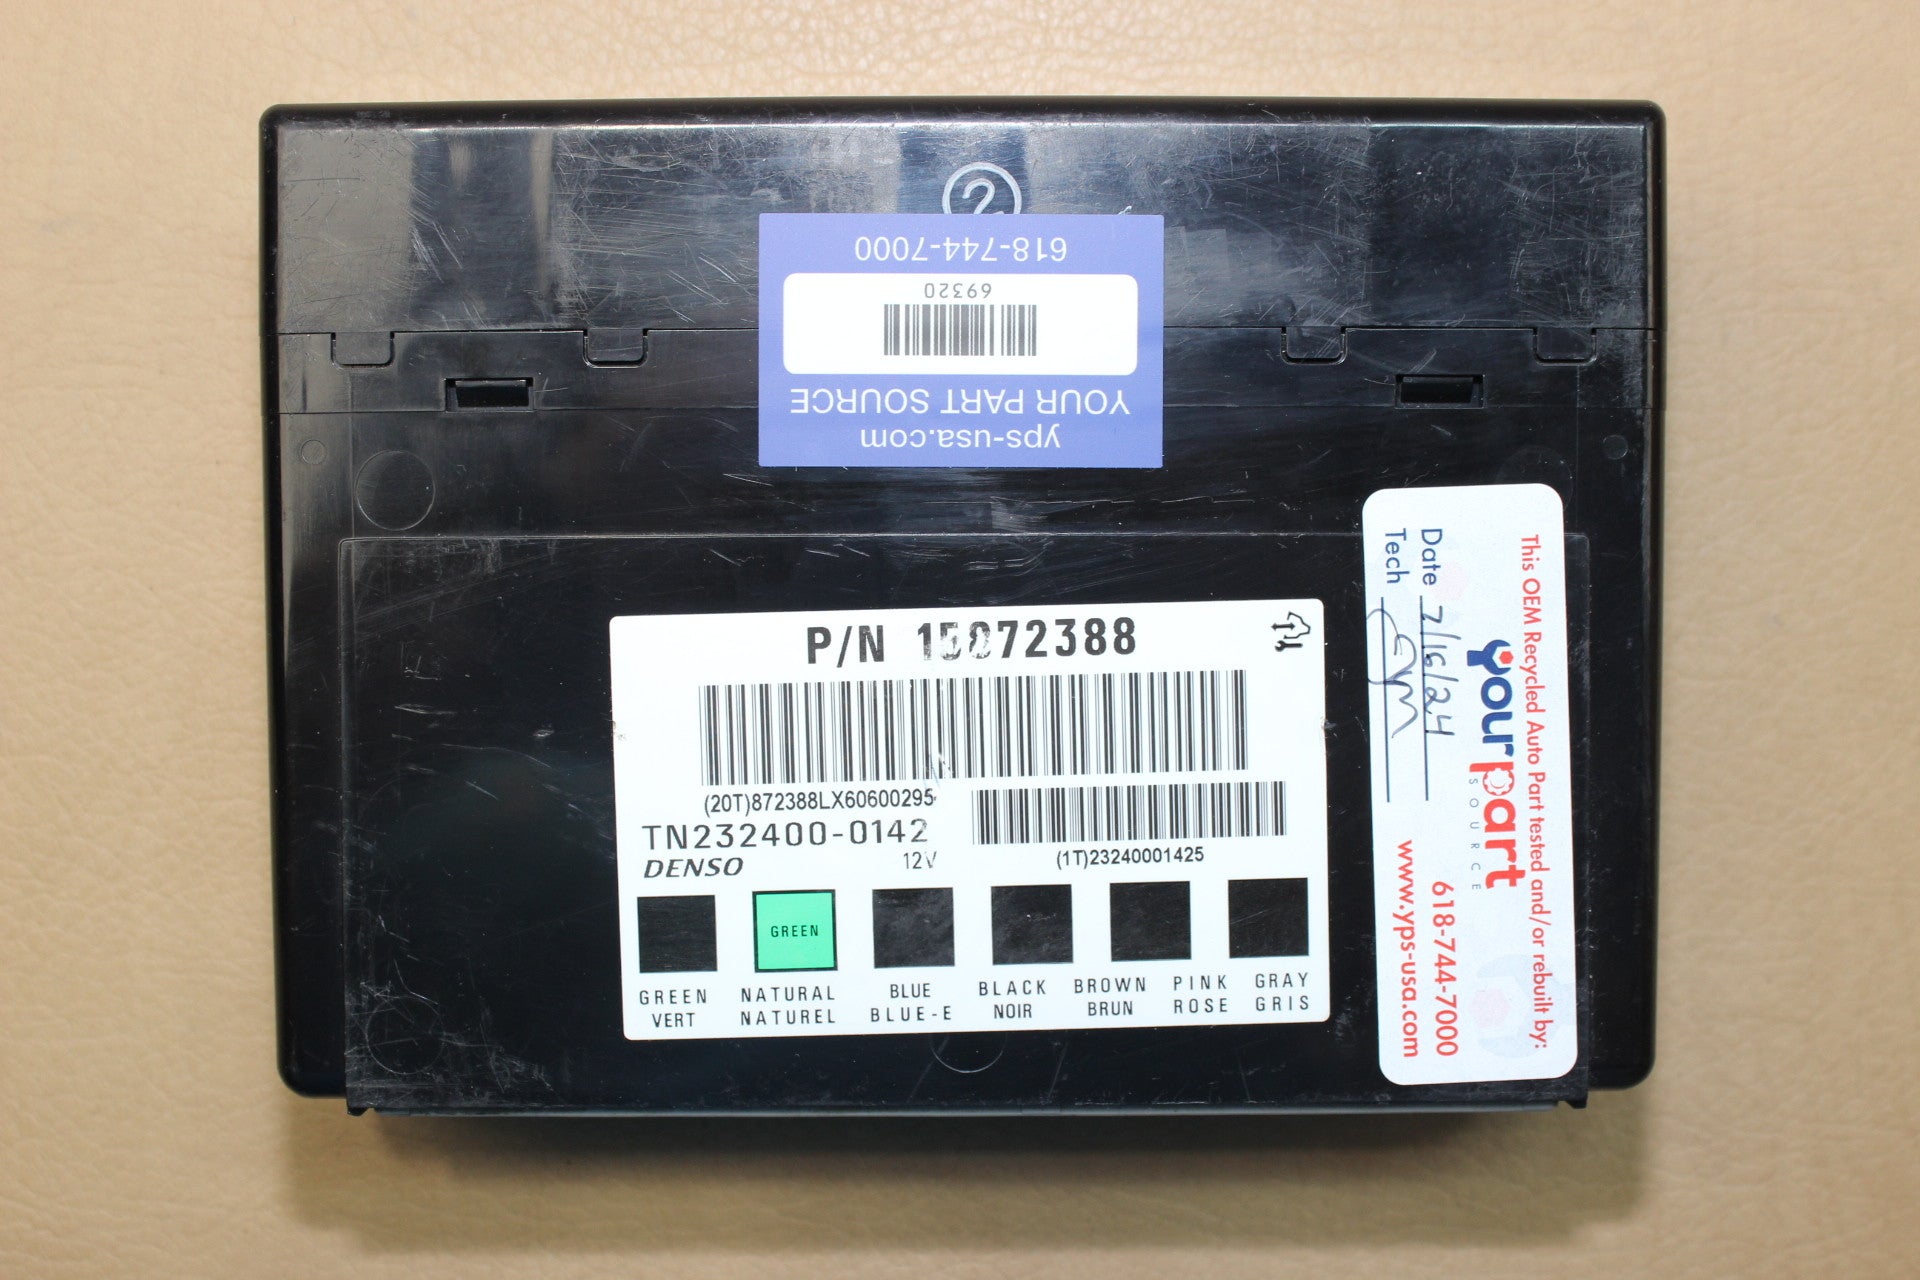 2
618-744-7000
69320
YOUR PART SOURCE
yps-usa.com
P/N 15872388
(20T)872388LX60600295
TN232400-0142
DENSO
12V
(1T)23240001425
GREEN
GREEN NATURAL BLUE BLACK BROWN PINK GRAY
VERT NATUREL BLUE-E NOIR BRUN ROSE GRIS
This OEM Recycled Auto Part tested and/or rebuilt by:
yourpart
SOURCE
618-744-7000
www.yps-usa.com
Date 7/16/24
Tech